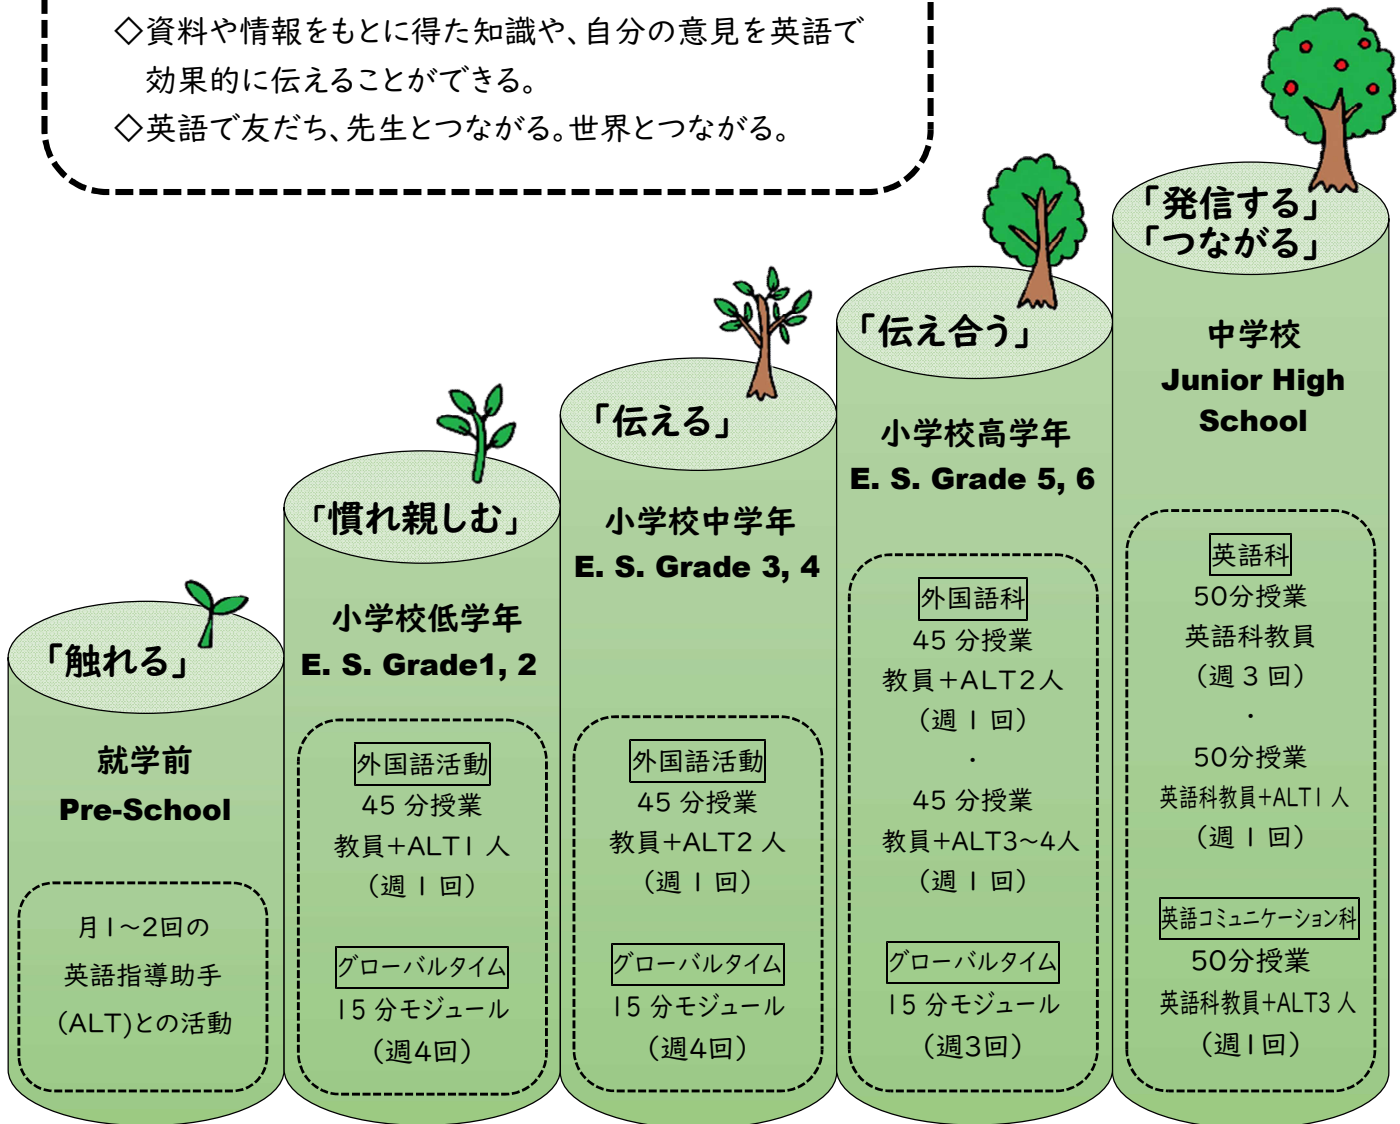 ◇資料や情報をもとに得た知識や、自分の意見を英語で
効果的に伝えることができる。
◇英語で友だち、先生とつながる。世界とつながる。
「触れる」
就学前
Pre-School
月1~2回の
英語指導助手
(ALT)との活動
「慣れ親しむ」
小学校低学年
E. S. Grade1, 2
外国語活動
45 分授業
教員+ALT1 人
(週 1 回)
グローバルタイム
15 分モジュール
(週4回)
「伝える」
小学校中学年
E. S. Grade 3, 4
外国語活動
45 分授業
教員+ALT2 人
(週 1 回)
グローバルタイム
15 分モジュール
(週4回)
「伝え合う」
小学校高学年
E. S. Grade 5, 6
外国語科
45 分授業
教員+ALT2人
(週 1 回)
・
45 分授業
教員+ALT3~4人
(週 1 回)
グローバルタイム
15 分モジュール
(週3回)
「発信する」
「つながる」
中学校
Junior High
School
英語科
50分授業
英語科教員
(週 3 回)
・
50分授業
英語科教員+ALT1 人
(週 1 回)
英語コミュニケーション科
50分授業
英語科教員+ALT3 人
(週1回)